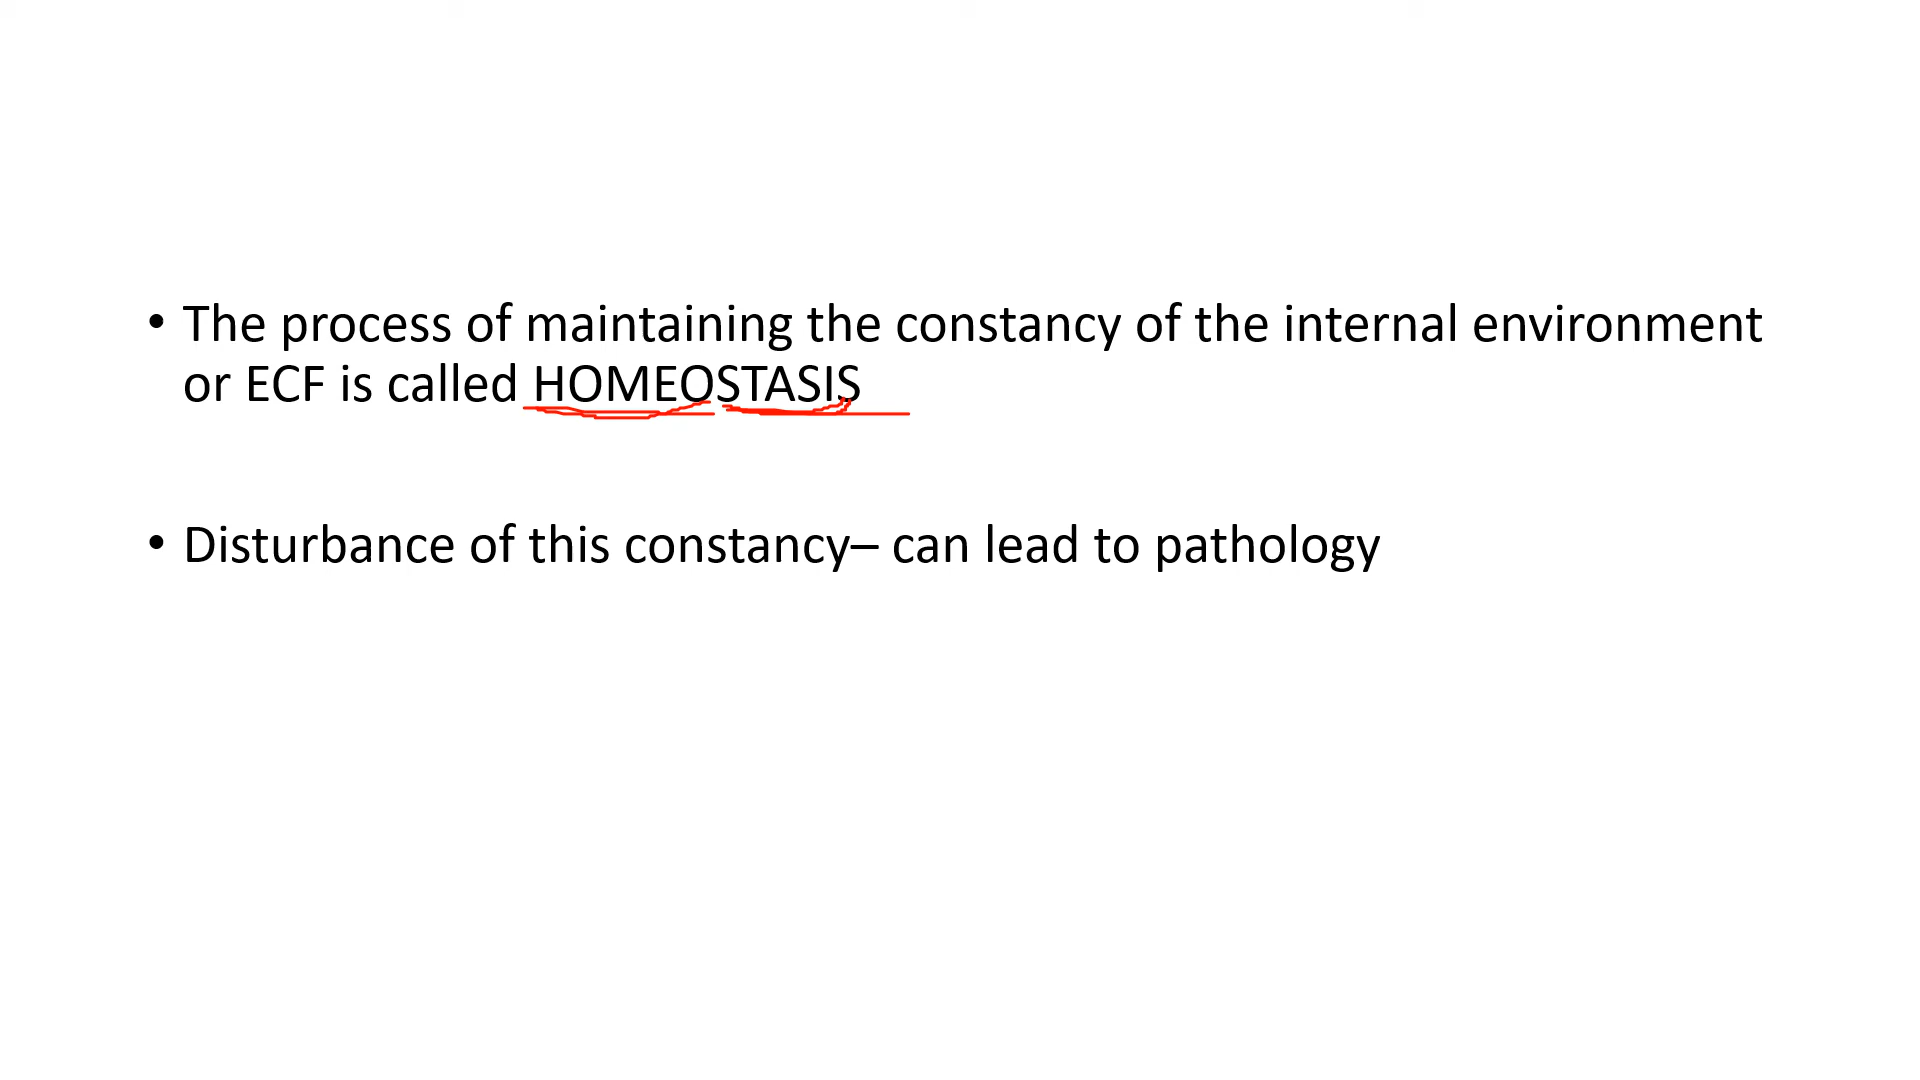 • The process of maintaining the constancy of the internal environment
or ECF is called HOMEOSTASIS
• Disturbance of this constancy– can lead to pathology